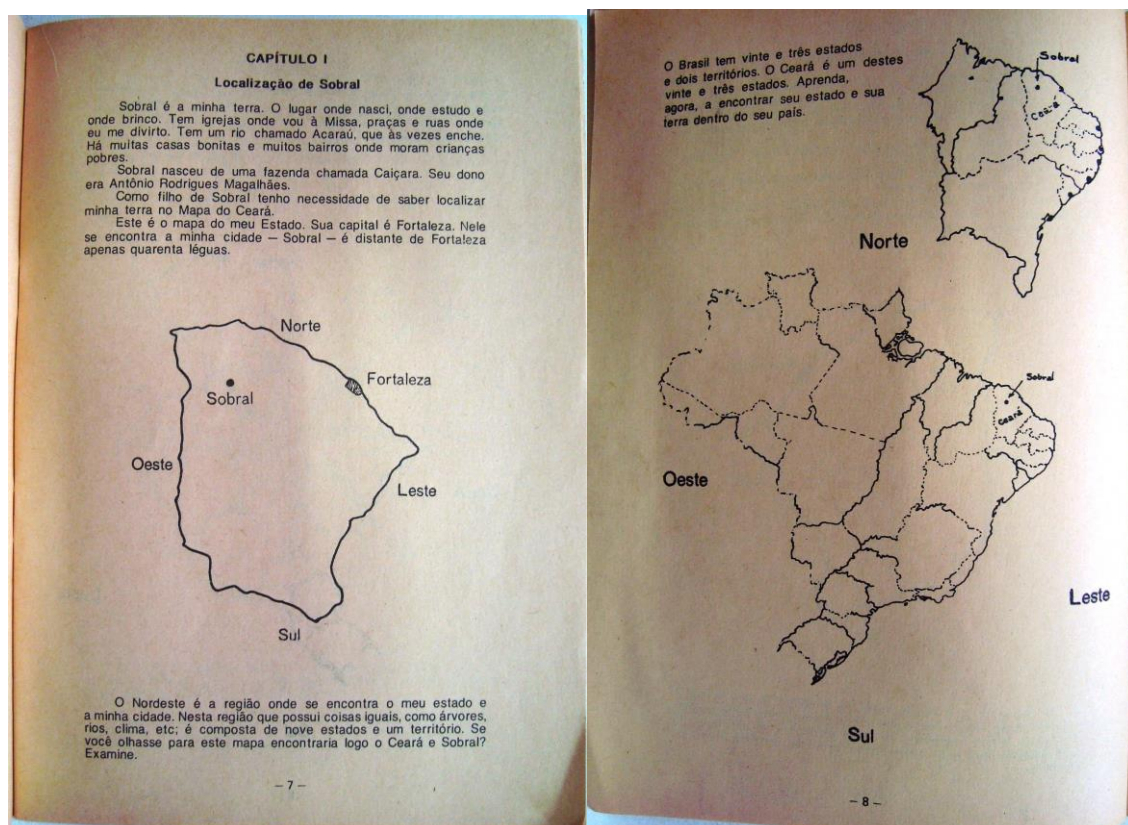 CAPÍTULO I
Localização de Sobral
Sobral é a minha terra. O lugar onde nasci, onde estudo e
onde brinco. Tem igrejas onde vou à Missa, praças e ruas onde
eu me divirto. Tem um rio chamado Acaraú, que às vezes enche.
Há muitas casas bonitas e muitos bairros onde moram crianças
pobres.
Sobral nasceu de uma fazenda chamada Caiçara. Seu dono
era Antônio Rodrigues Magalhães.
Como filho de Sobral tenho necessidade de saber localizar
minha terra no Mapa do Ceará.
Este é o mapa do meu Estado. Sua capital é Fortaleza. Nele
se encontra a minha cidade — Sobral — é distante de Fortaleza
apenas quarenta léguas.
Norte
Fortaleza
Sobral
Oeste
Leste
Sul
O Nordeste é a região onde se encontra o meu estado e
a minha cidade. Nesta região que possui coisas iguais, como árvores,
rios, clima, etc; é composta de nove estados e um território. Se
você olhasse para este mapa encontraria logo o Ceará e Sobral?
Examine.
— 7 —
O Brasil tem vinte e três estados
e dois territórios. O Ceará é um destes
vinte e três estados. Aprenda,
agora, a encontrar seu estado e sua
terra dentro do seu país.
Sobral
Ceará
Norte
Sobral
Ceará
Oeste
Leste
Sul
— 8 —